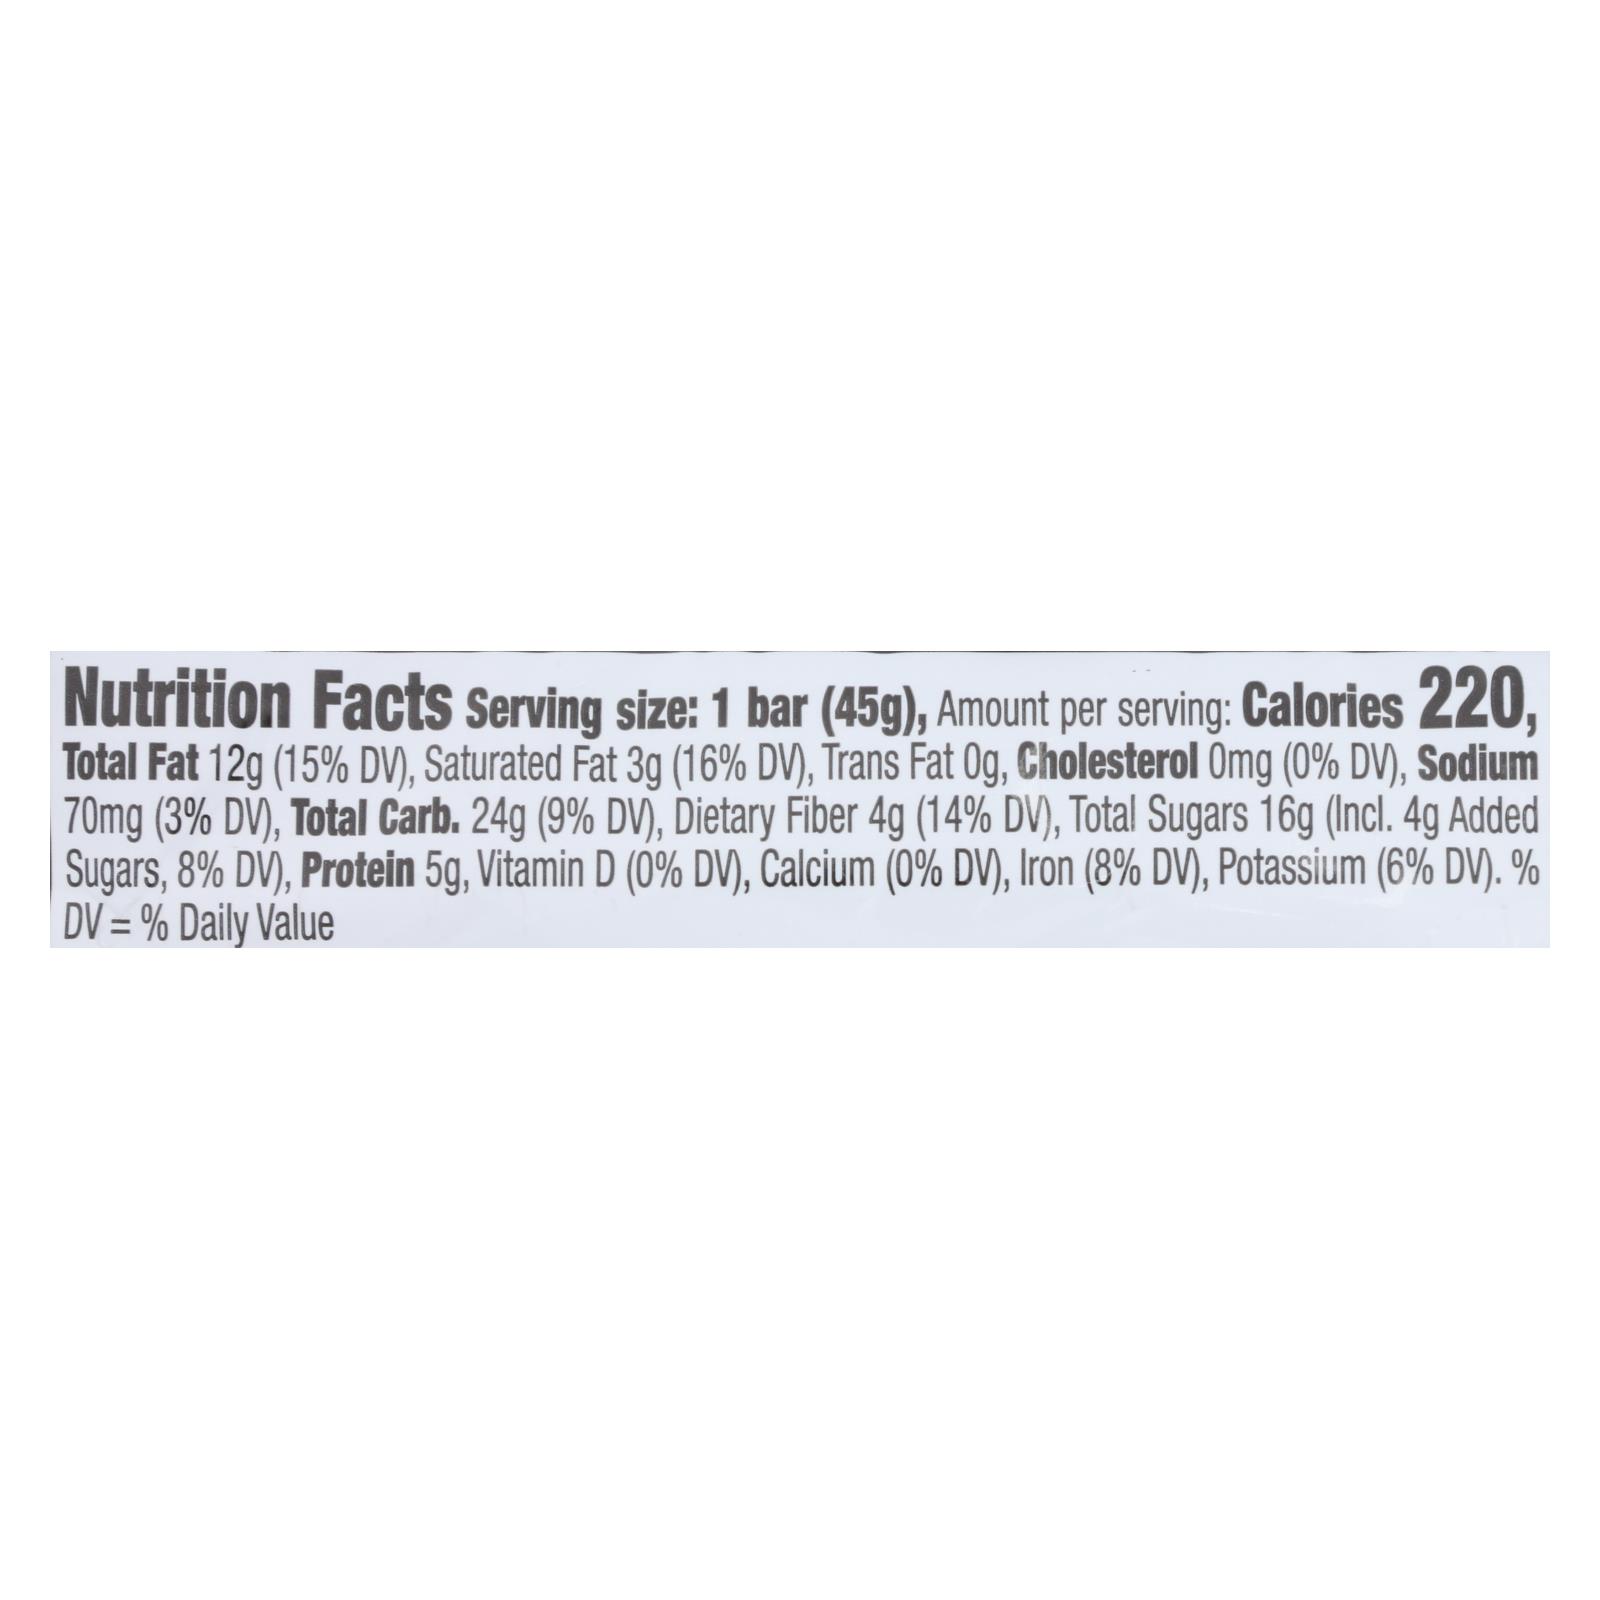 Nutrition Facts Serving size: 1 bar (45g), Amount per serving: Calories 220,
Total Fat 12g (15% DV), Saturated Fat 3g (16% DV), Trans Fat 0g, Cholesterol 0mg (0% DV), Sodium
70mg (3% DV), Total Carb. 24g (9% DV), Dietary Fiber 4g (14% DV), Total Sugars 16g (Incl. 4g Added
Sugars, 8% DV), Protein 5g, Vitamin D (0% DV), Calcium (0% DV), Iron (8% DV), Potassium (6% DV). %
DV = % Daily Value